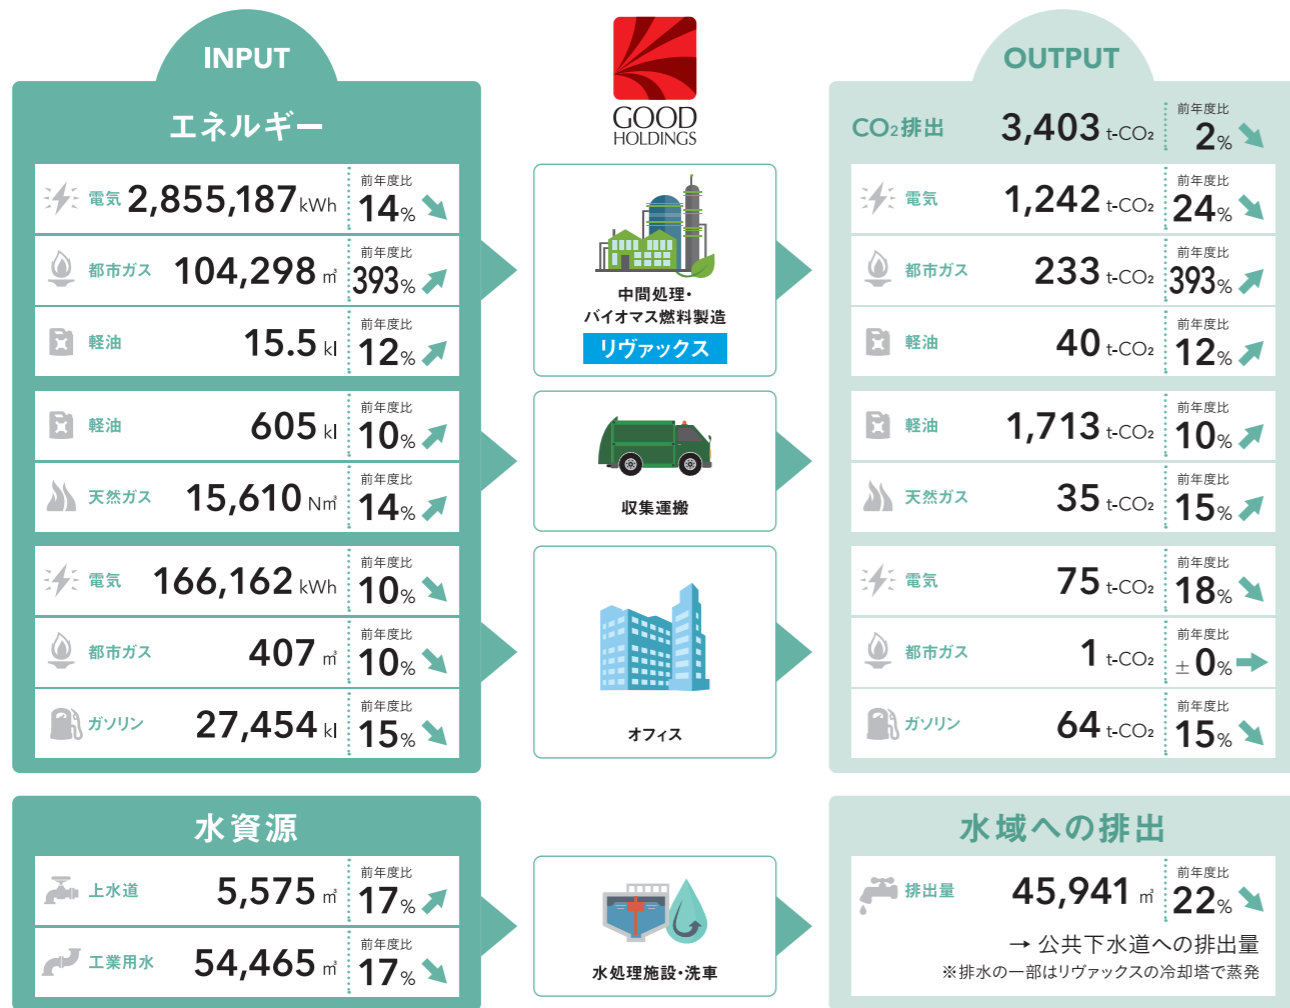 INPUT
エネルギー
電気 2,855,187 kWh 前年度比 14%
都市ガス 104,298 ㎥ 前年度比 393%
軽油 15.5 kl 前年度比 12%
軽油 605 kl 前年度比 10%
天然ガス 15,610 N㎥ 前年度比 14%
電気 166,162 kWh 前年度比 10%
都市ガス 407 ㎥ 前年度比 10%
ガソリン 27,454 kl 前年度比 15%
水資源
上水道 5,575 ㎥ 前年度比 17%
工業用水 54,465 ㎥ 前年度比 17%
GOOD
HOLDINGS
中間処理・
バイオマス燃料製造
リヴァックス
収集運搬
オフィス
水処理施設・洗車
OUTPUT
CO₂排出 3,403 t-CO₂ 前年度比 2%
電気 1,242 t-CO₂ 前年度比 24%
都市ガス 233 t-CO₂ 前年度比 393%
軽油 40 t-CO₂ 前年度比 12%
軽油 1,713 t-CO₂ 前年度比 10%
天然ガス 35 t-CO₂ 前年度比 15%
電気 75 t-CO₂ 前年度比 18%
都市ガス 1 t-CO₂ 前年度比 ±0%
ガソリン 64 t-CO₂ 前年度比 15%
水域への排出
排出量 45,941 ㎥ 前年度比 22%
→ 公共下水道への排出量
※排水の一部はリヴァックスの冷却塔で蒸発